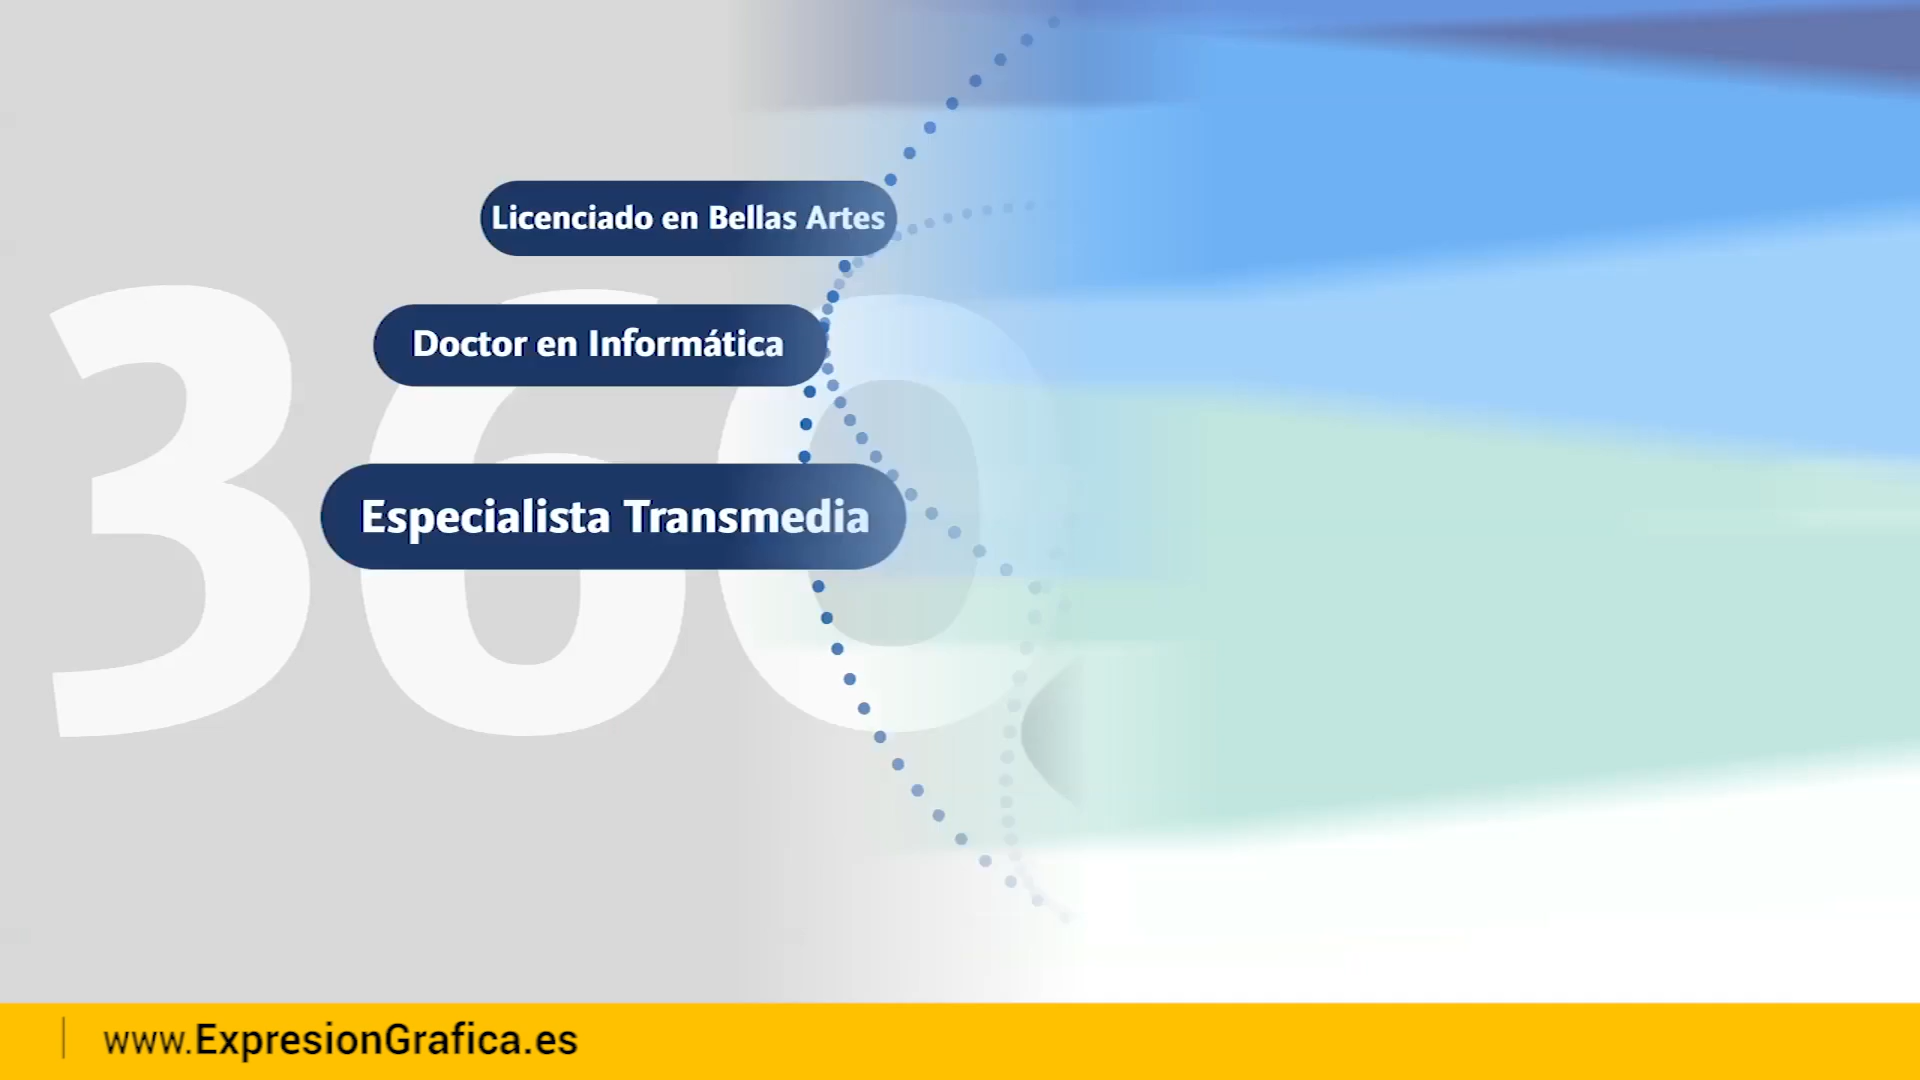 Licenciado en Bellas Artes
360
Doctor en Informática
Especialista Transmedia
www.ExpresionGrafica.es